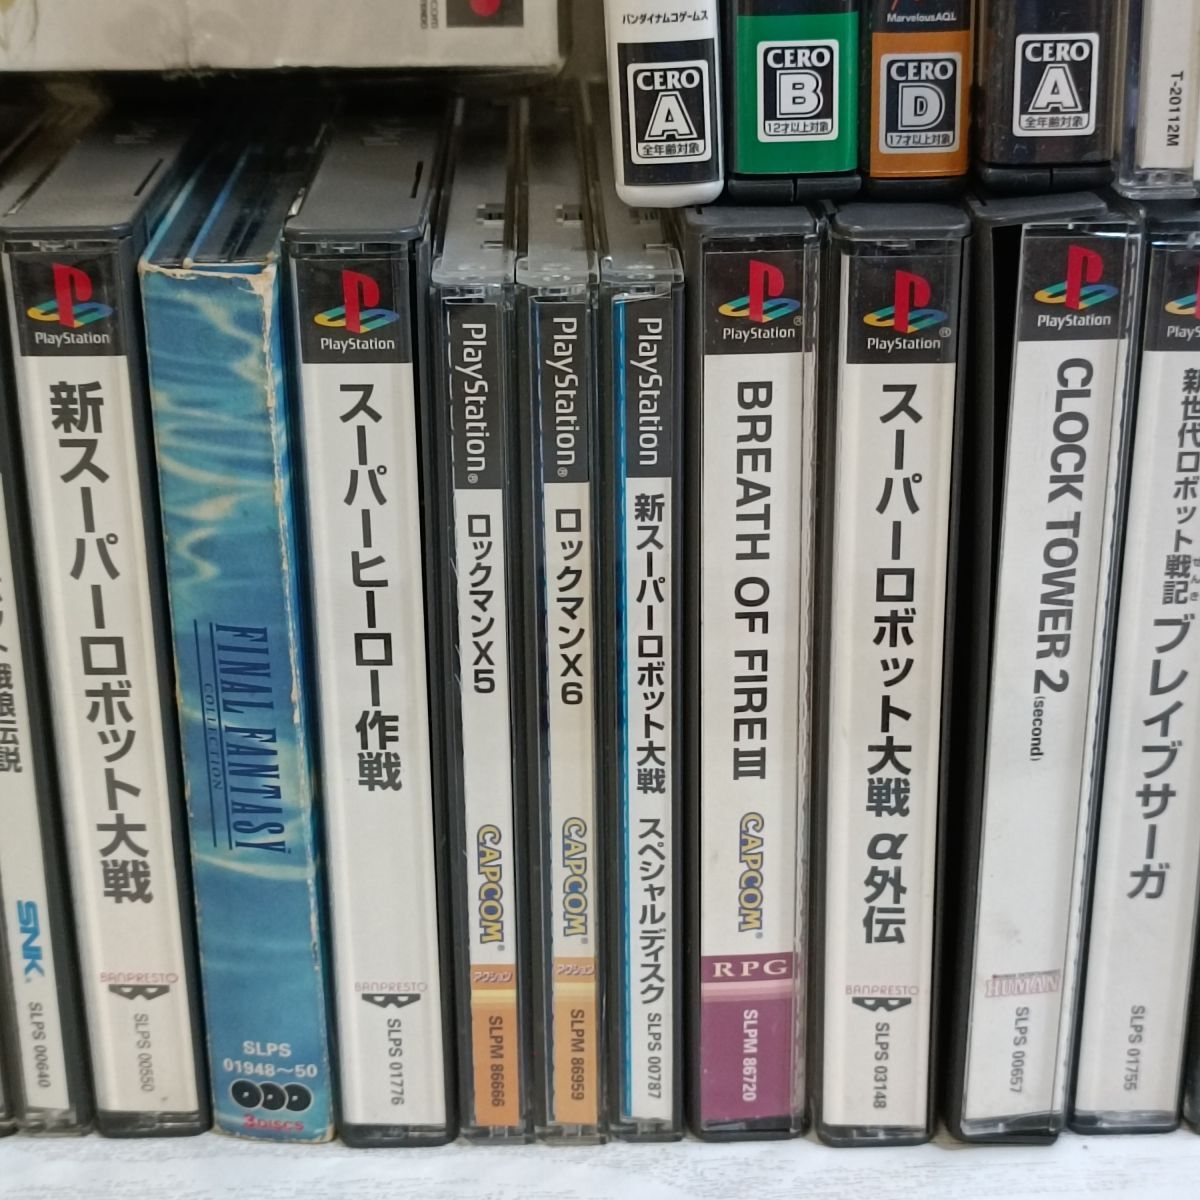 バンダイナムコゲームス
CERO
A
全年齢対象
CERO
B
12才以上対象
MarvelousAQL
CERO
D
17才以上対象
CERO
A
全年齢対象
T-20112M
餓狼伝説
SNK
SLPS 00640
PlayStation
新スーパーロボット大戦
BANPRESTO
SLPS 00550
FINAL FANTASY
COLLECTION
SLPS
01948～50
3 DISCS
PlayStation
スーパーヒーロー作戦
BANPRESTO
SLPS 01776
PlayStation®
ロックマンX5
CAPCOM®
アクション
SLPM 86666
PlayStation®
ロックマンX6
CAPCOM®
アクション
SLPM 86959
PlayStation
新スーパーロボット大戦 スペシャルディスク
SLPS 00787
PlayStation®
BREATH OF FIRE III
CAPCOM®
RPG
SLPM 86720
PlayStation®
スーパーロボット大戦 α外伝
BANPRESTO
SLPS 03148
PlayStation
CLOCK TOWER 2 (second)
HUMAN
SLPS 00657
新世代ロボット戦記 ブレイブサーガ
せんき
SLPS 01755